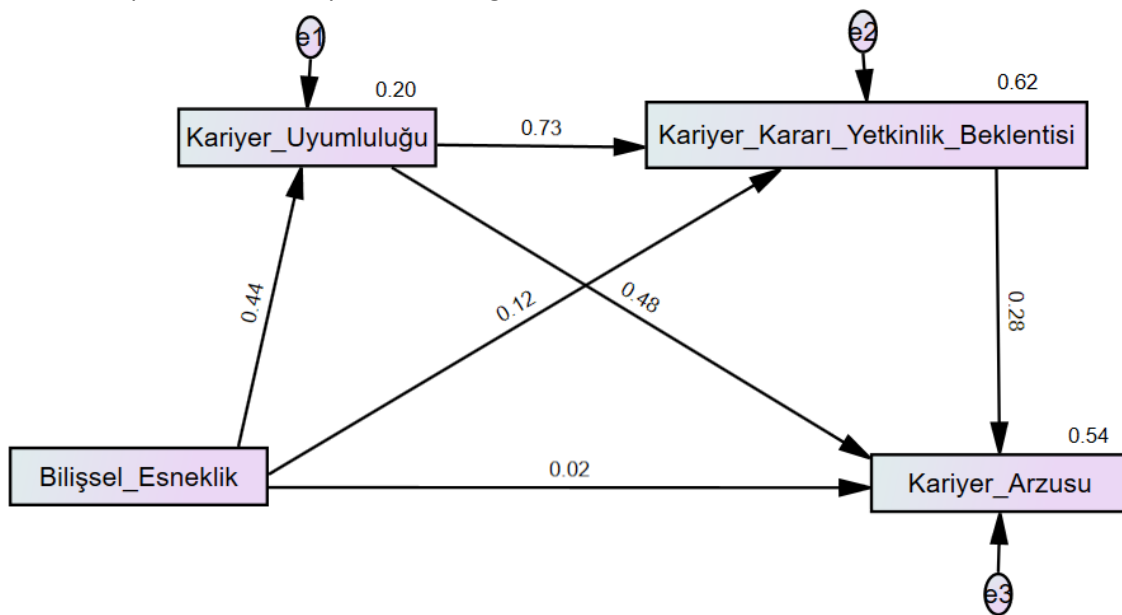 e1
e2
0.20
0.62
Kariyer_Uyumluluğu
0.73
Kariyer_Kararı_Yetkinlik_Beklentisi
0.44
0.12
0.48
0.28
0.54
Bilişsel_Esneklik
0.02
Kariyer_Arzusu
e3